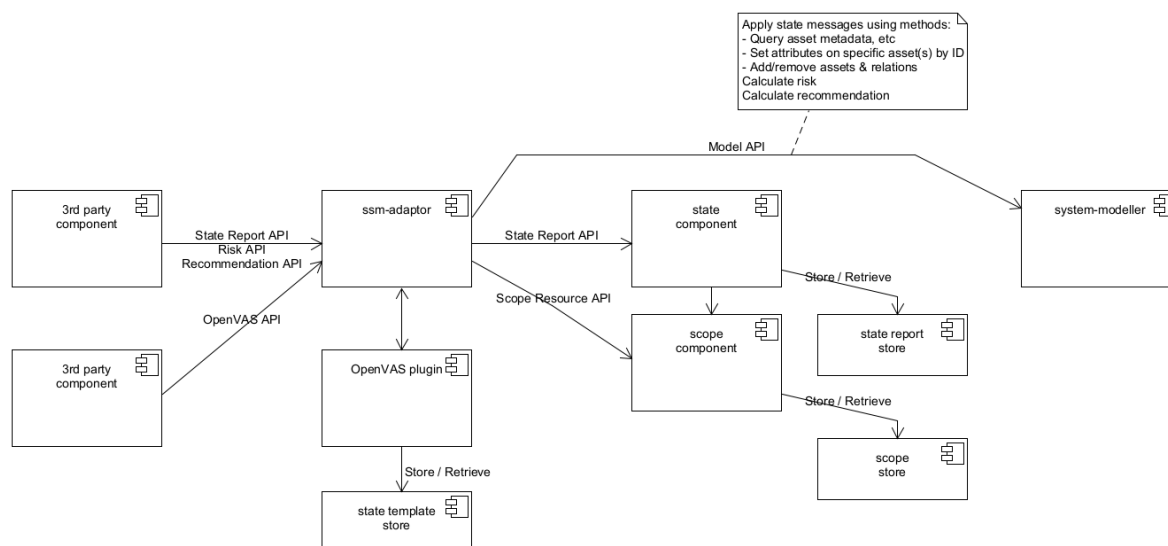 Apply state messages using methods:
- Query asset metadata, etc
- Set attributes on specific asset(s) by ID
- Add/remove assets & relations
Calculate risk
Calculate recommendation
Model API
3rd party
component
ssm-adaptor
state
component
system-modeller
State Report API
Risk API
Recommendation API
State Report API
Store / Retrieve
Scope Resource API
OpenVAS API
scope
component
state report
store
3rd party
component
OpenVAS plugin
Store / Retrieve
scope
store
Store / Retrieve
state template
store